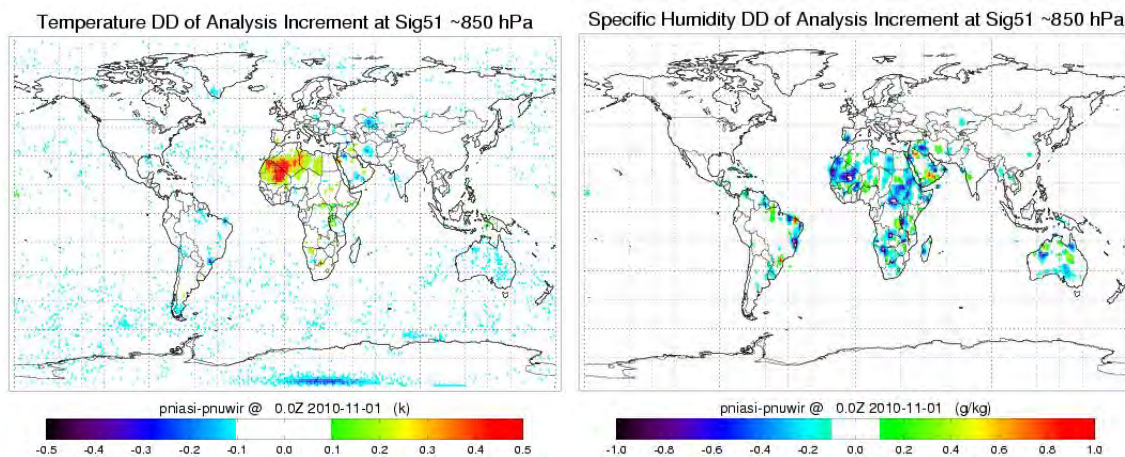 Temperature DD of Analysis Increment at Sig51 ~850 hPa
pniasi-pnuwir @ 0.0Z 2010-11-01 (k)
-0.5 -0.4 -0.3 -0.2 -0.1 0.0 0.1 0.2 0.3 0.4 0.5
Specific Humidity DD of Analysis Increment at Sig51 ~850 hPa
pniasi-pnuwir @ 0.0Z 2010-11-01 (g/kg)
-1.0 -0.8 -0.6 -0.4 -0.2 0.0 0.2 0.4 0.6 0.8 1.0